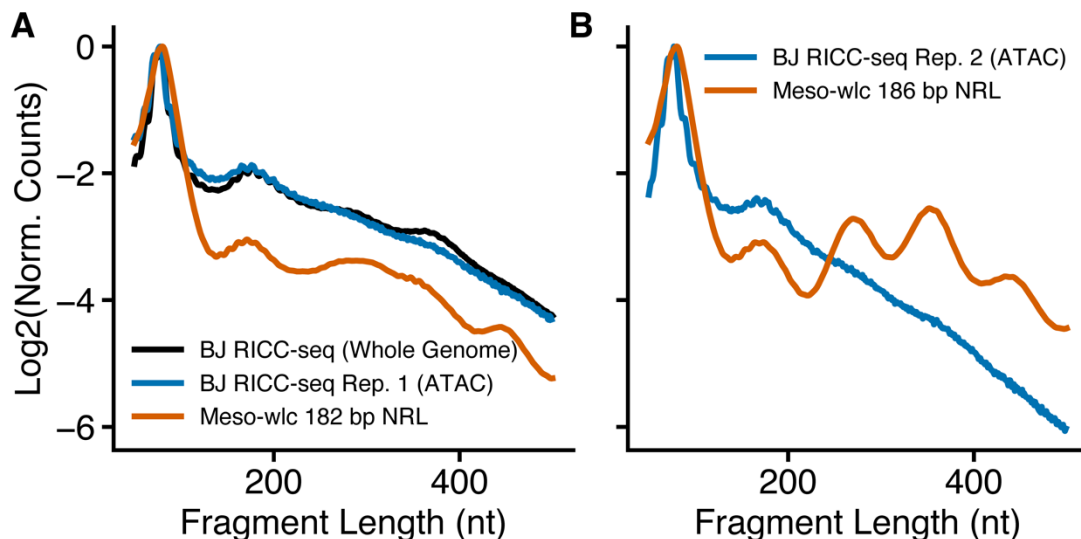 A
Log2(Norm. Counts)
0
−2
−4
−6
BJ RICC-seq (Whole Genome)
BJ RICC-seq Rep. 1 (ATAC)
Meso-wlc 182 bp NRL
200
400
Fragment Length (nt)
B
BJ RICC-seq Rep. 2 (ATAC)
Meso-wlc 186 bp NRL
200
400
Fragment Length (nt)